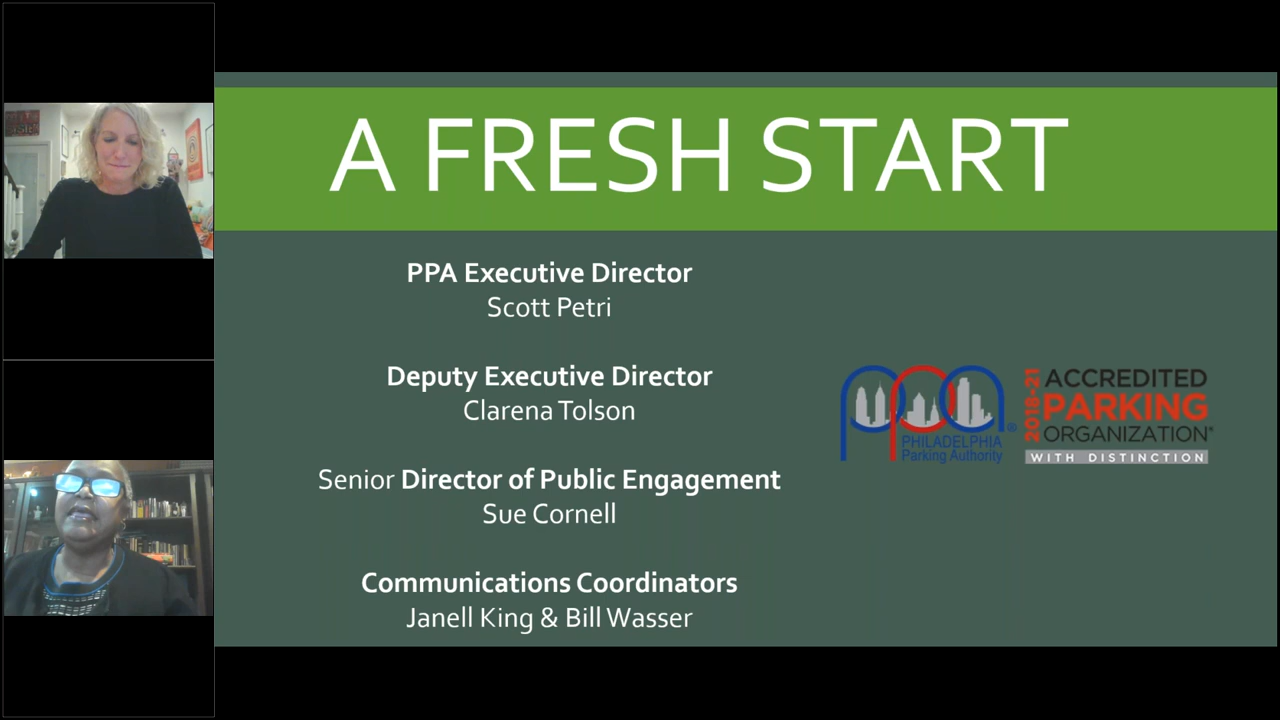 A FRESH START
PPA Executive Director
Scott Petri
Deputy Executive Director
Clarena Tolson
Senior Director of Public Engagement
Sue Cornell
Communications Coordinators
Janell King & Bill Wasser
ppa®
PHILADELPHIA
Parking Authority
2018-21
ACCREDITED
PARKING
ORGANIZATION®
WITH DISTINCTION